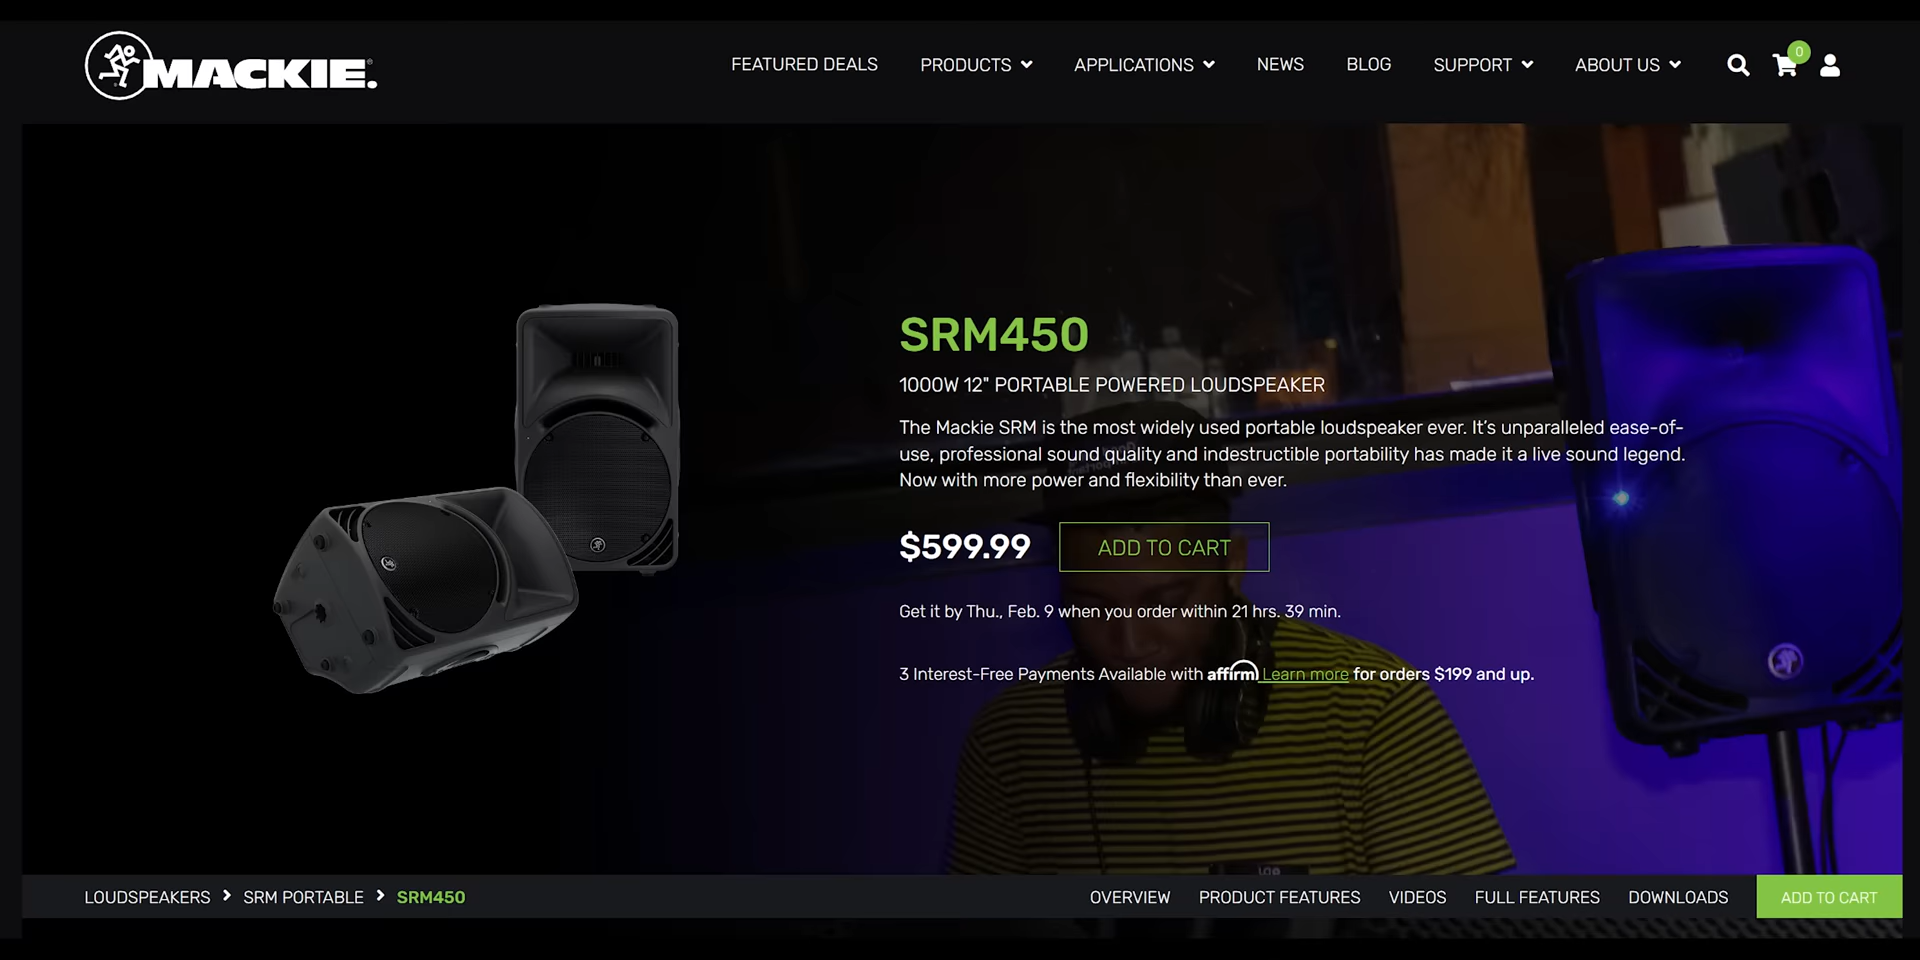 MACKIE.
FEATURED DEALS
PRODUCTS
APPLICATIONS
NEWS
BLOG
SUPPORT
ABOUT US
0
SRM450
1000W 12" PORTABLE POWERED LOUDSPEAKER
The Mackie SRM is the most widely used portable loudspeaker ever. It's unparalleled ease-of-
use, professional sound quality and indestructible portability has made it a live sound legend.
Now with more power and flexibility than ever.
$599.99
ADD TO CART
Get it by Thu., Feb. 9 when you order within 21 hrs. 39 min.
3 Interest-Free Payments Available with affirm Learn more for orders $199 and up.
LOUDSPEAKERS
SRM PORTABLE
SRM450
OVERVIEW
PRODUCT FEATURES
VIDEOS
FULL FEATURES
DOWNLOADS
ADD TO CART